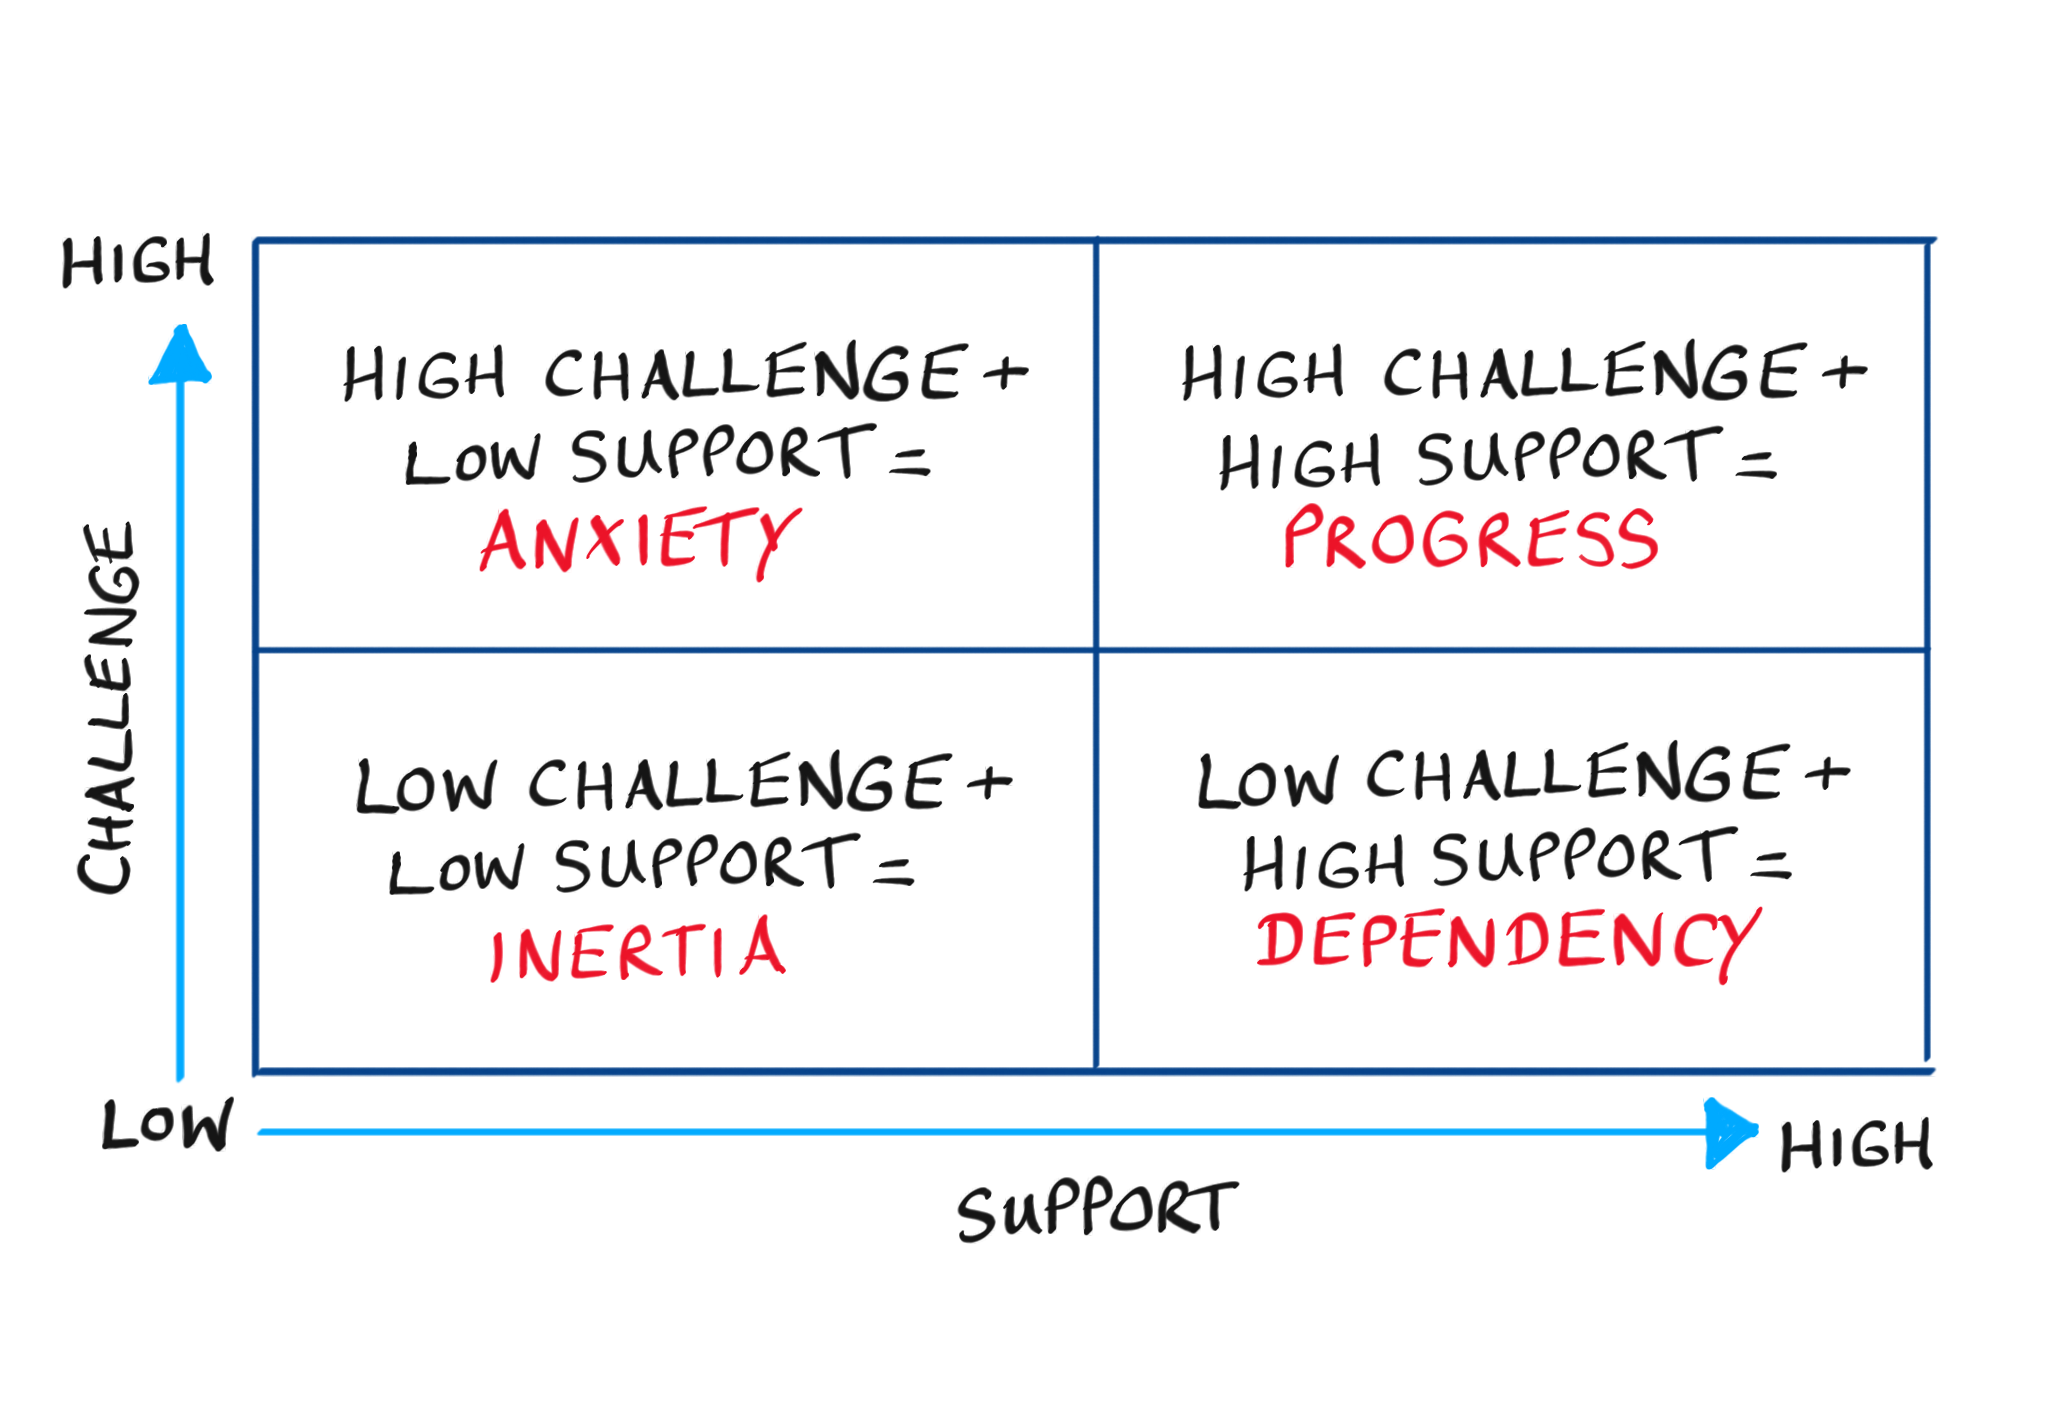 HIGH
HIGH CHALLENGE +
LOW SUPPORT =
ANXIETY
HIGH CHALLENGE +
HIGH SUPPORT =
PROGRESS
CHALLENGE
LOW CHALLENGE +
LOW SUPPORT =
INERTIA
LOW CHALLENGE +
HIGH SUPPORT =
DEPENDENCY
LOW
HIGH
SUPPORT